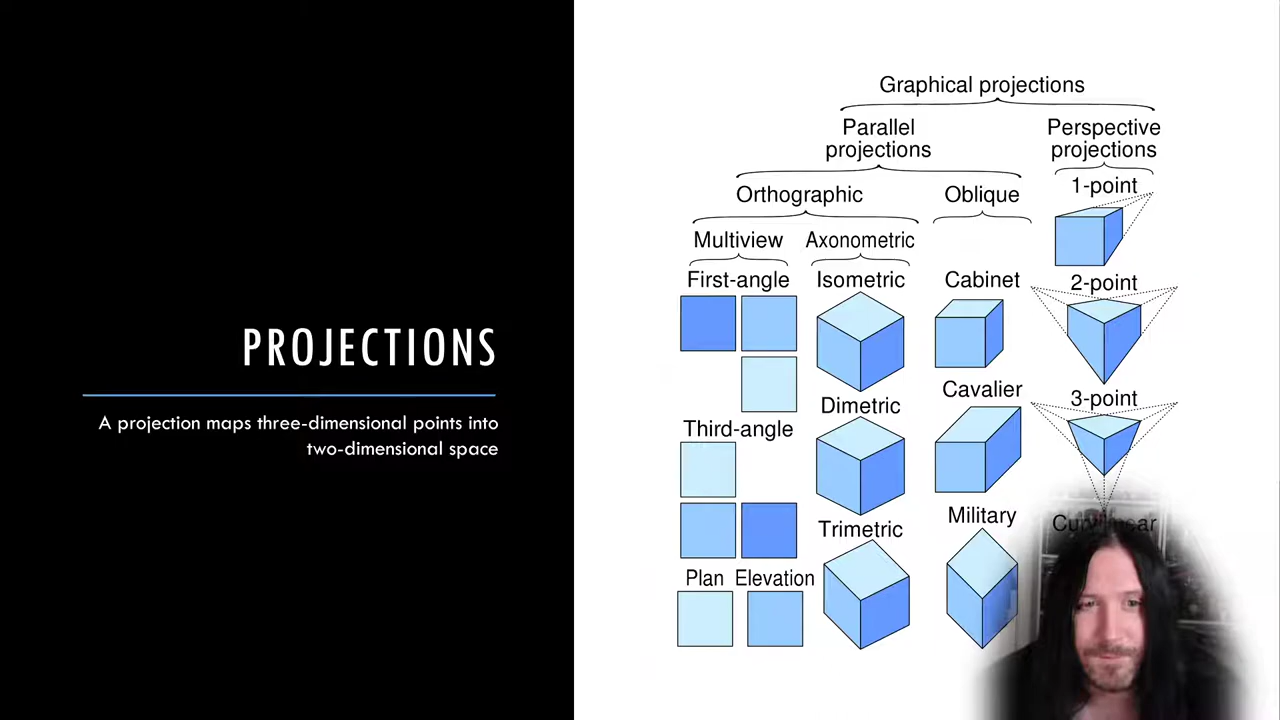 PROJECTIONS
A projection maps three-dimensional points into
two-dimensional space
Graphical projections
Parallel
projections
Perspective
projections
Orthographic
Oblique
1-point
Multiview
Axonometric
First-angle
Isometric
Cabinet
2-point
Cavalier
3-point
Dimetric
Third-angle
Military
Trimetric
Plan
Elevation